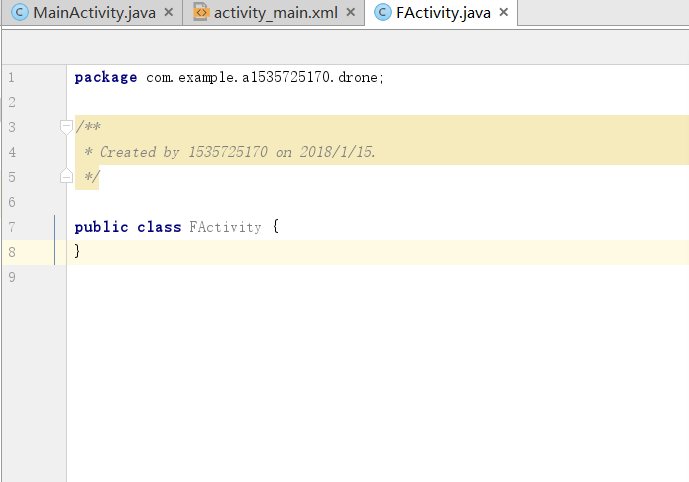 MainActivity.java
activity_main.xml
FActivity.java
1 package com.example.a1535725170.drone;
2
3 /**
4 * Created by 1535725170 on 2018/1/15.
5 */
6
7 public class FActivity {
8 }
9